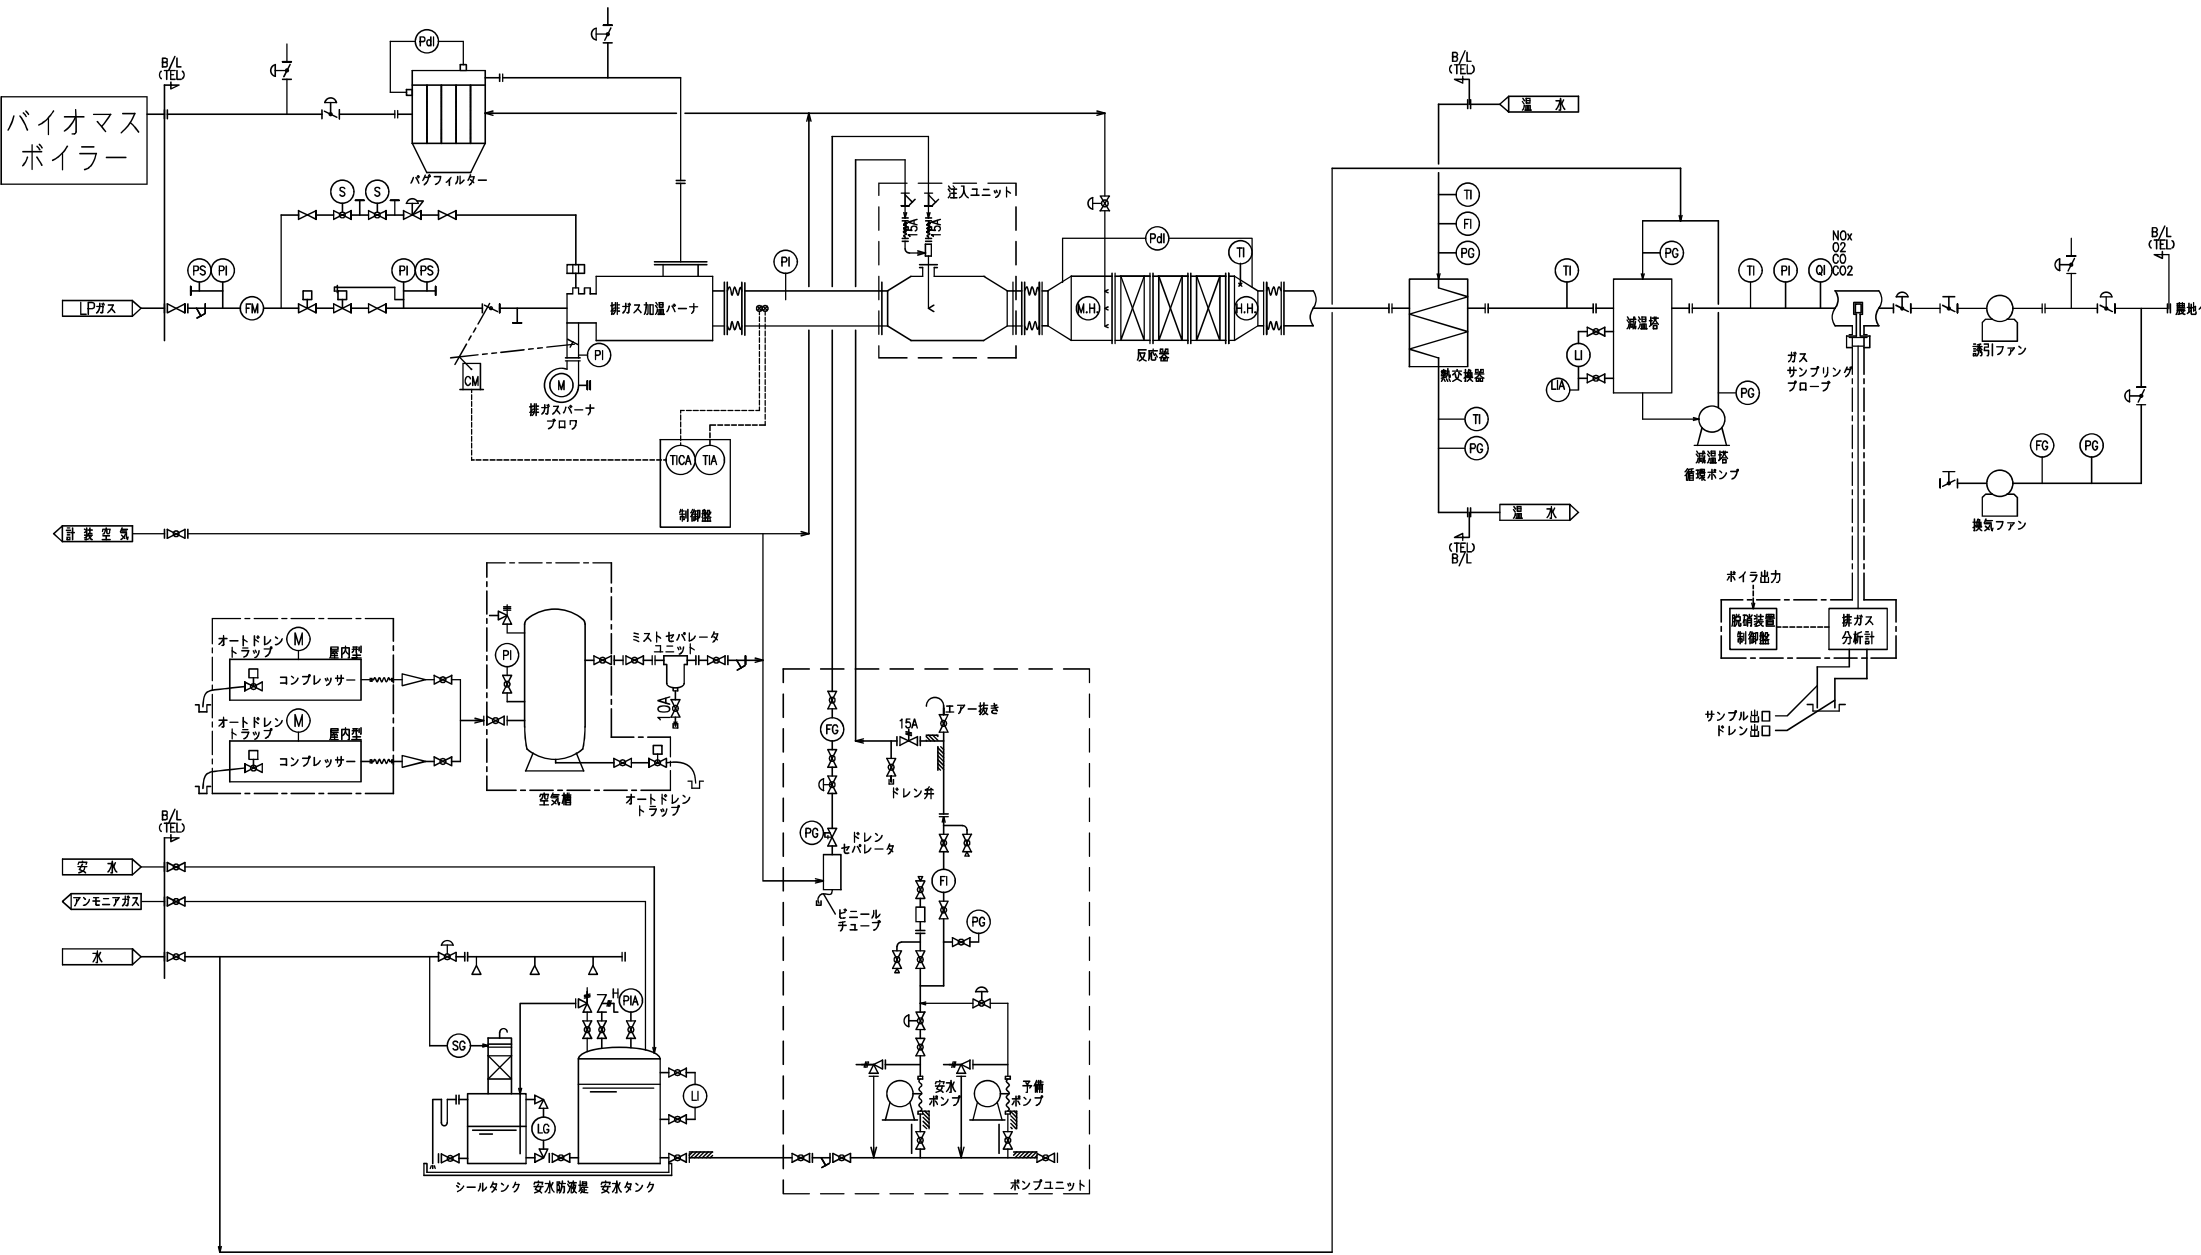 B/L
(TEL)
PdI
バイオマス
ボイラー
バグフィルター
S
S
PS
PI
PI
PS
LPガス
FM
CM
PI
M
排ガスバーナ
ブロワ
排ガス加温バーナ
PI
TICA
TIA
制御盤
注入ユニット
15A
15A
M.H.
PdI
TI
H.H.
反応器
B/L
(TEL)
温 水
TI
FI
PG
熱交換器
TI
PG
温 水
(TEL)
B/L
TI
PG
減温塔
LI
LIA
PG
減温塔
循環ポンプ
TI
PI
QI
NOx
O2
CO
CO2
ガス
サンプリング
プローブ
誘引ファン
B/L
(TEL)
農地へ
FG
PG
換気ファン
ボイラ出力
脱硝装置
制御盤
排ガス
分析計
サンプル出口
ドレン出口
計 装 空 気
オートドレン
トラップ
M
屋内型
コンプレッサー
オートドレン
トラップ
M
屋内型
コンプレッサー
PI
空気槽
オートドレン
トラップ
ミストセパレータ
ユニット
10A
B/L
(TEL)
安 水
アンモニアガス
水
SG
LG
H
PIA
LI
シールタンク
安水防液堤
安水タンク
FG
PG
ドレン
セパレータ
ビニール
チューブ
15A
エアー抜き
ドレン弁
FI
PG
安水
ポンプ
予備
ポンプ
ポンプユニット